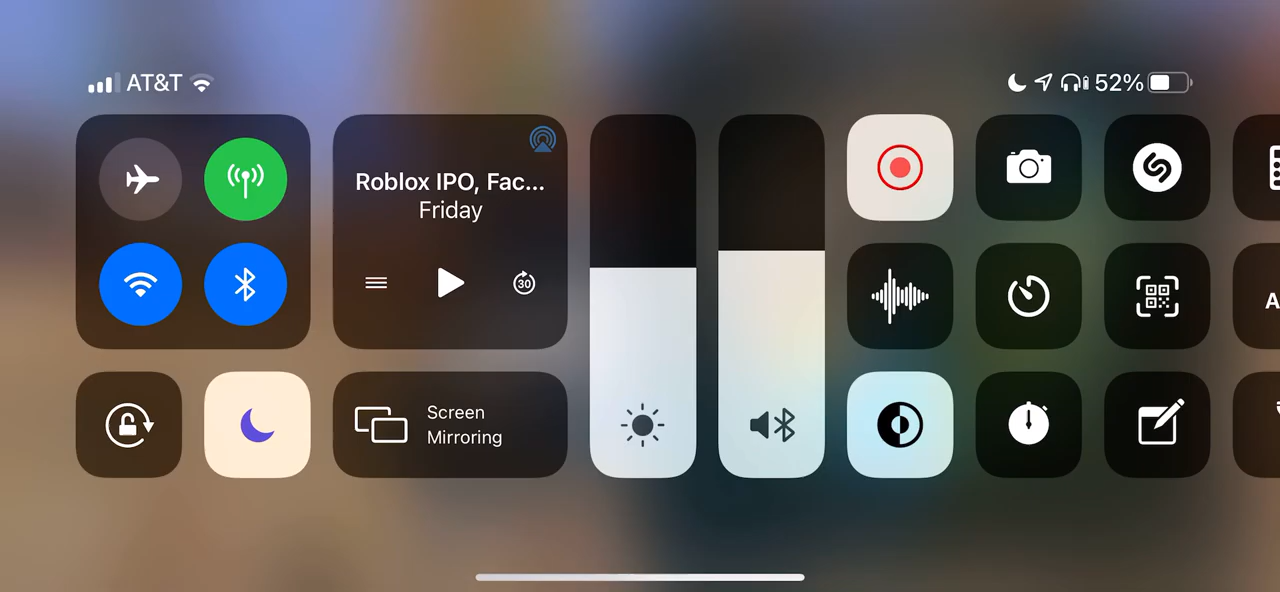 AT&T
52%
Roblox IPO, Fac...
Friday
30
Screen
Mirroring
A